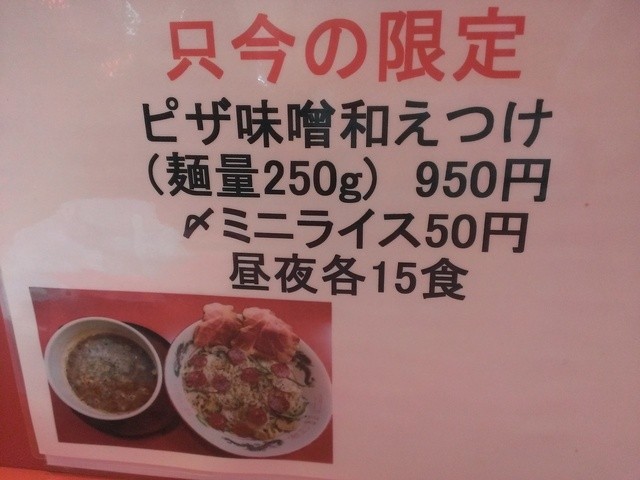 只今の限定
ピザ味噌和えつけ
（麺量250g） 950円
〆ミニライス50円
昼夜各15食